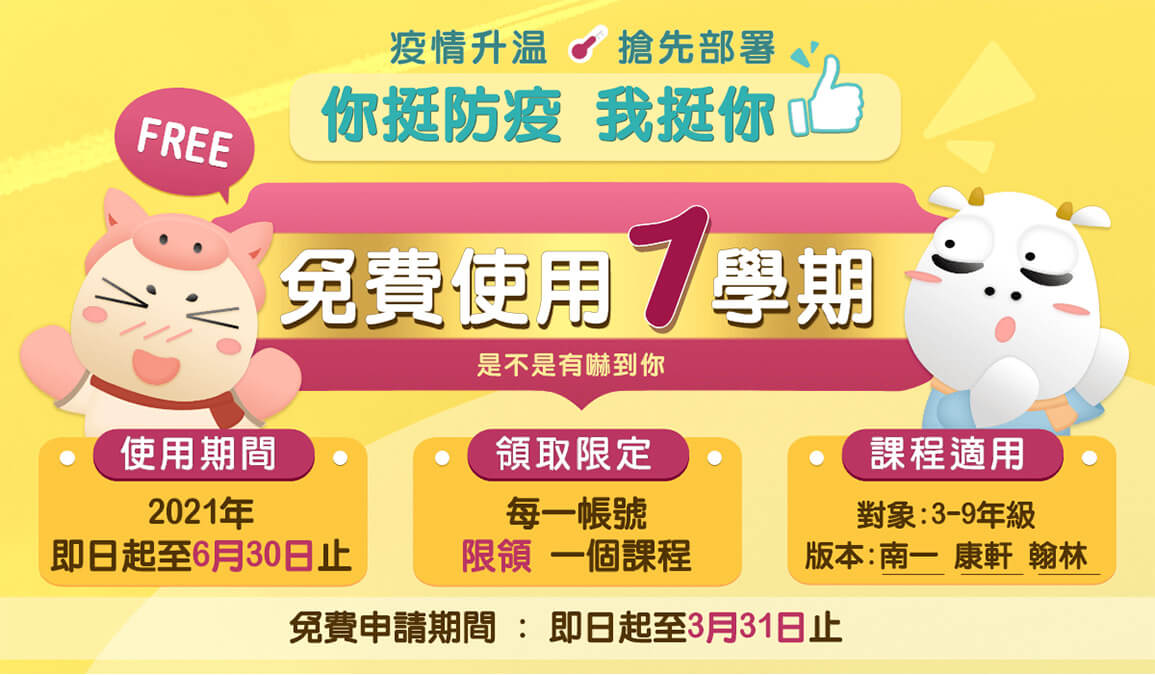 疫情升溫 搶先部署
你挺防疫 我挺你
FREE
免費使用1學期
是不是有嚇到你
使用期間
2021年
即日起至6月30日止
領取限定
每一帳號
限領 一個課程
課程適用
對象:3-9年級
版本:南一 康軒 翰林
免費申請期間 : 即日起至3月31日止